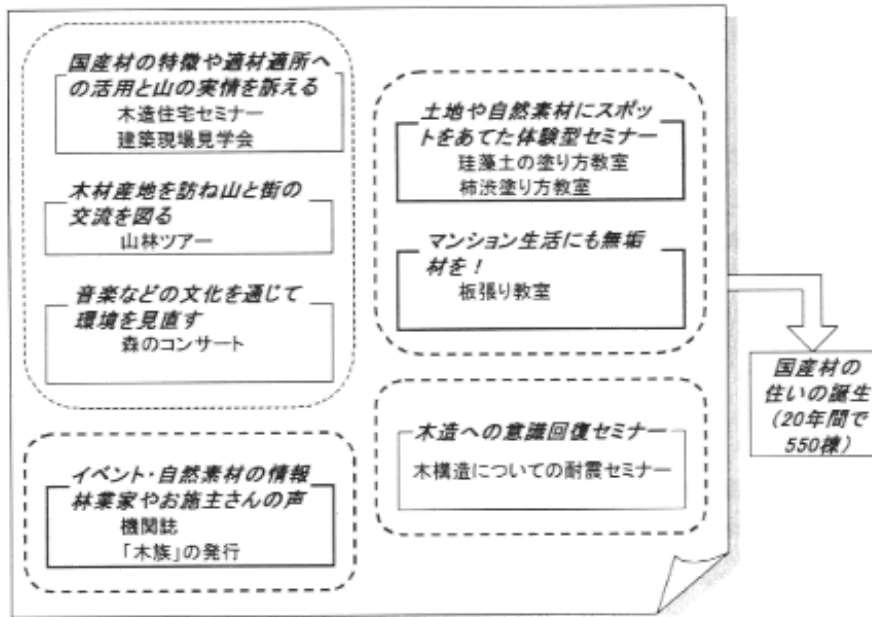 国産材の特徴や適材適所へ
の活用と山の実情を訴える
木造住宅セミナー
建築現場見学会
木材産地を訪ね山と街の
交流を図る
山林ツアー
音楽などの文化を通じて
環境を見直す
森のコンサート
イベント・自然素材の情報
林業家やお施主さんの声
機関誌
「木族」の発行
土地や自然素材にスポッ
トをあてた体験型セミナー
珪藻土の塗り方教室
柿渋塗り方教室
マンション生活にも無垢
材を!
板張り教室
木造への意識回復セミナー
木構造についての耐震セミナー
国産材の
住いの誕生
(20年間で
550棟)